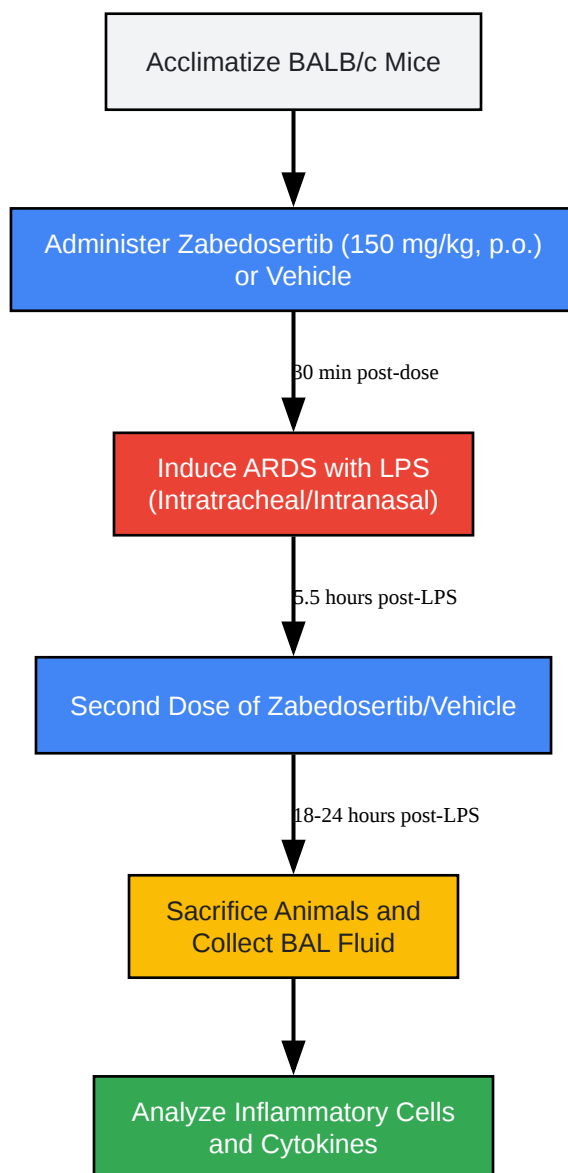 Acclimatize BALB/c Mice
Administer Zabedosertib (150 mg/kg, p.o.)
or Vehicle
30 min post-dose
Induce ARDS with LPS
(Intratracheal/Intranasal)
5.5 hours post-LPS
Second Dose of Zabedosertib/Vehicle
18-24 hours post-LPS
Sacrifice Animals and
Collect BAL Fluid
Analyze Inflammatory Cells
and Cytokines